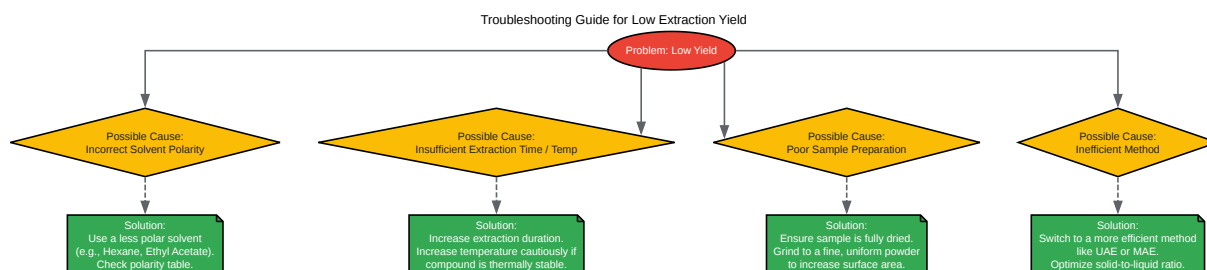 Troubleshooting Guide for Low Extraction Yield
Problem: Low Yield
Possible Cause:
Incorrect Solvent Polarity
Possible Cause:
Insufficient Extraction Time / Temp
Possible Cause:
Poor Sample Preparation
Possible Cause:
Inefficient Method
Solution:
Use a less polar solvent
(e.g., Hexane, Ethyl Acetate).
Check polarity table.
Solution:
Increase extraction duration.
Increase temperature cautiously if
compound is thermally stable.
Solution:
Ensure sample is fully dried.
Grind to a fine, uniform powder
to increase surface area.
Solution:
Switch to a more efficient method
like UAE or MAE.
Optimize solid-to-liquid ratio.